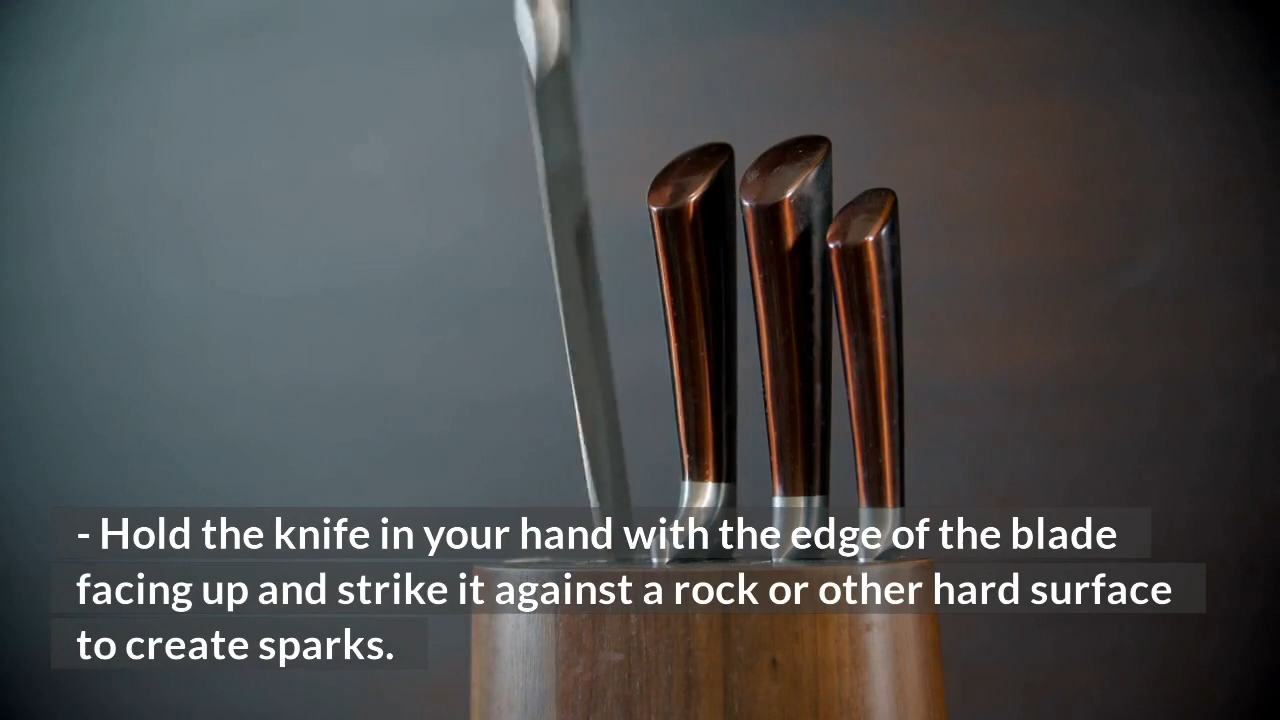 - Hold the knife in your hand with the edge of the blade
facing up and strike it against a rock or other hard surface
to create sparks.